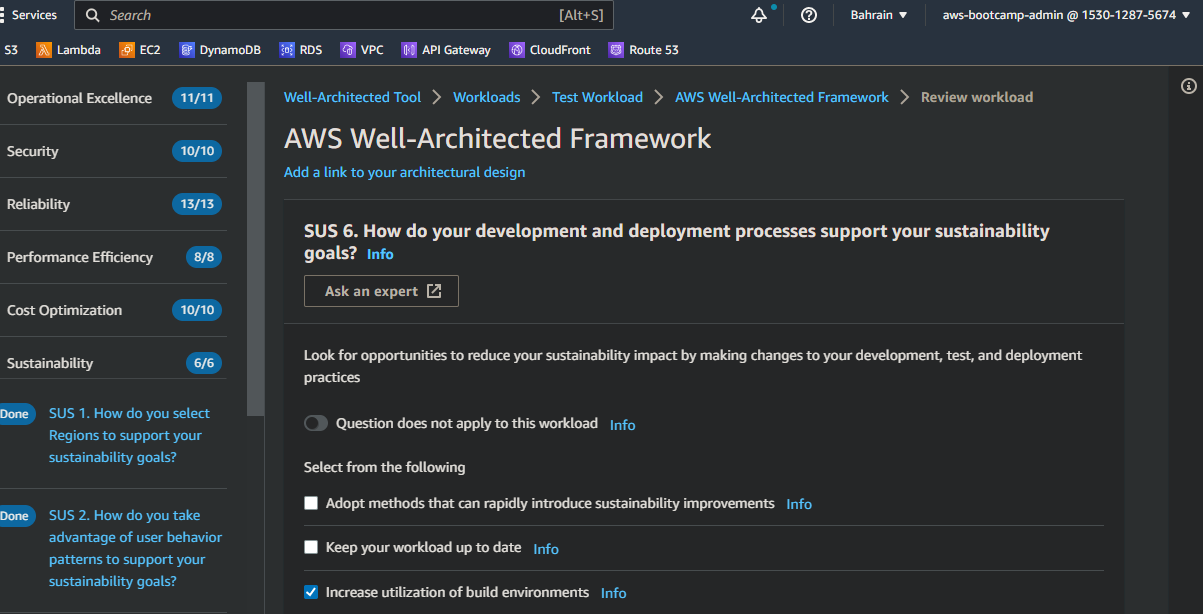 Services
Search
[Alt+S]
Bahrain ▼
aws-bootcamp-admin @ 1530-1287-5674 ▼
S3
Lambda
EC2
DynamoDB
RDS
VPC
API Gateway
CloudFront
Route 53
Operational Excellence 11/11
Security 10/10
Reliability 13/13
Performance Efficiency 8/8
Cost Optimization 10/10
Sustainability 6/6
Done SUS 1. How do you select
Regions to support your
sustainability goals?
Done SUS 2. How do you take
advantage of user behavior
patterns to support your
sustainability goals?
Well-Architected Tool > Workloads > Test Workload > AWS Well-Architected Framework > Review workload
AWS Well-Architected Framework
Add a link to your architectural design
SUS 6. How do your development and deployment processes support your sustainability
goals? Info
Ask an expert
Look for opportunities to reduce your sustainability impact by making changes to your development, test, and deployment
practices
Question does not apply to this workload Info
Select from the following
Adopt methods that can rapidly introduce sustainability improvements Info
Keep your workload up to date Info
Increase utilization of build environments Info